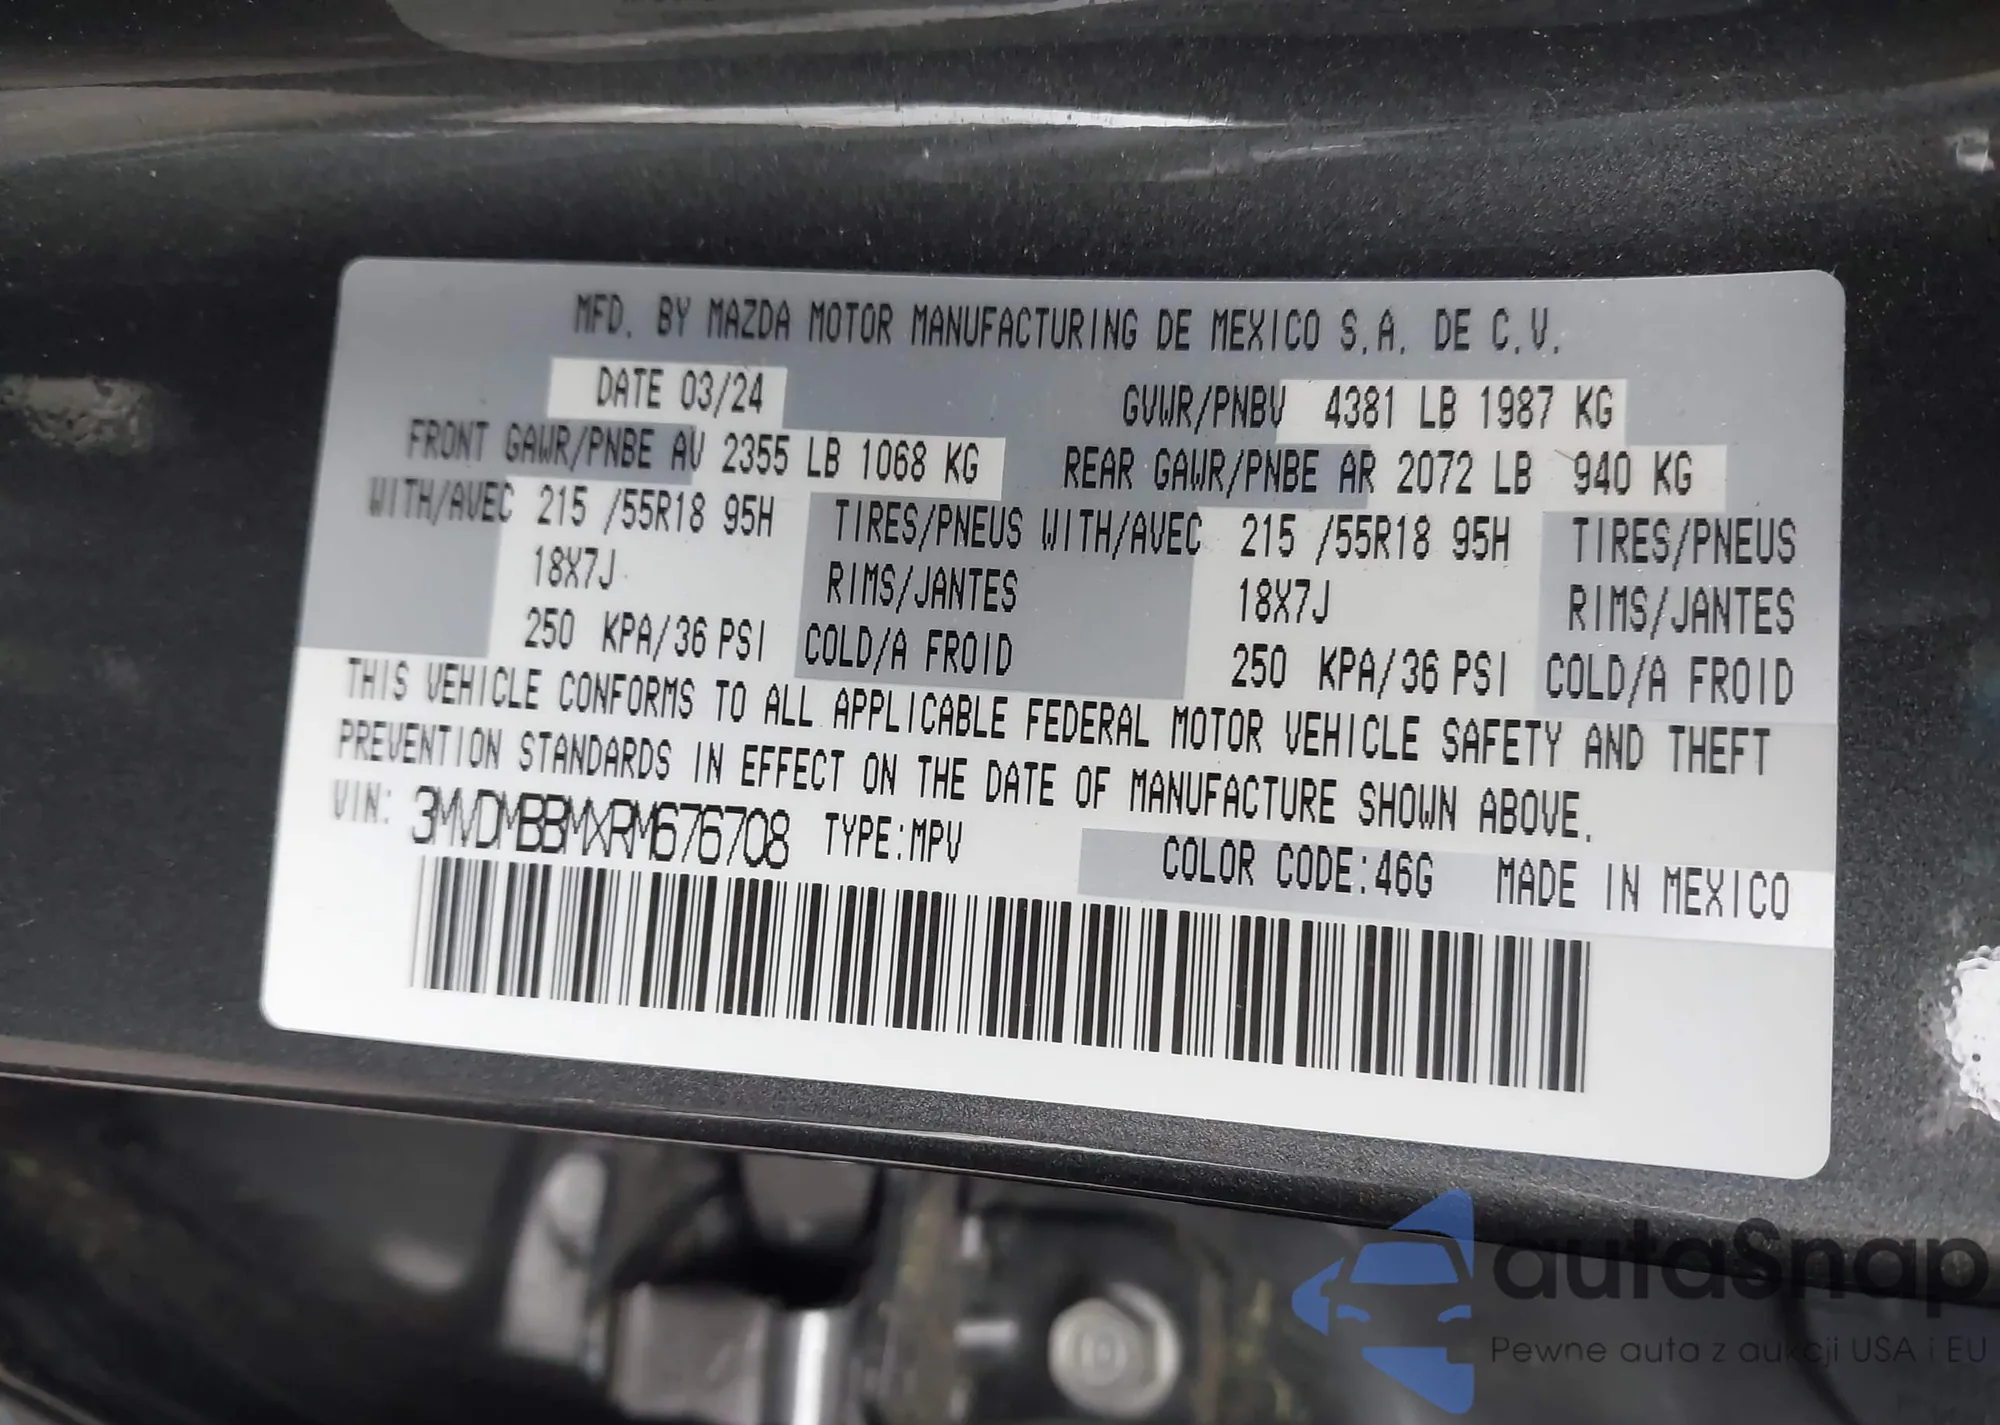 MFD. BY MAZDA MOTOR MANUFACTURING DE MEXICO S.A. DE C.V.
DATE 03/24 GVWR/PNBV 4381 LB 1987 KG
FRONT GAWR/PNBE AV 2355 LB 1068 KG REAR GAWR/PNBE AR 2072 LB 940 KG
WITH/AVEC 215 /55R18 95H TIRES/PNEUS WITH/AVEC 215 /55R18 95H TIRES/PNEUS
18X7J RIMS/JANTES 18X7J RIMS/JANTES
250 KPA/36 PSI COLD/A FROID 250 KPA/36 PSI COLD/A FROID
THIS VEHICLE CONFORMS TO ALL APPLICABLE FEDERAL MOTOR VEHICLE SAFETY AND THEFT
PREVENTION STANDARDS IN EFFECT ON THE DATE OF MANUFACTURE SHOWN ABOVE.
VIN: 3MVDMBBMXRM676708 TYPE:MPV COLOR CODE:46G MADE IN MEXICO
autoSnap
Pewne auta z aukcji USA i EU